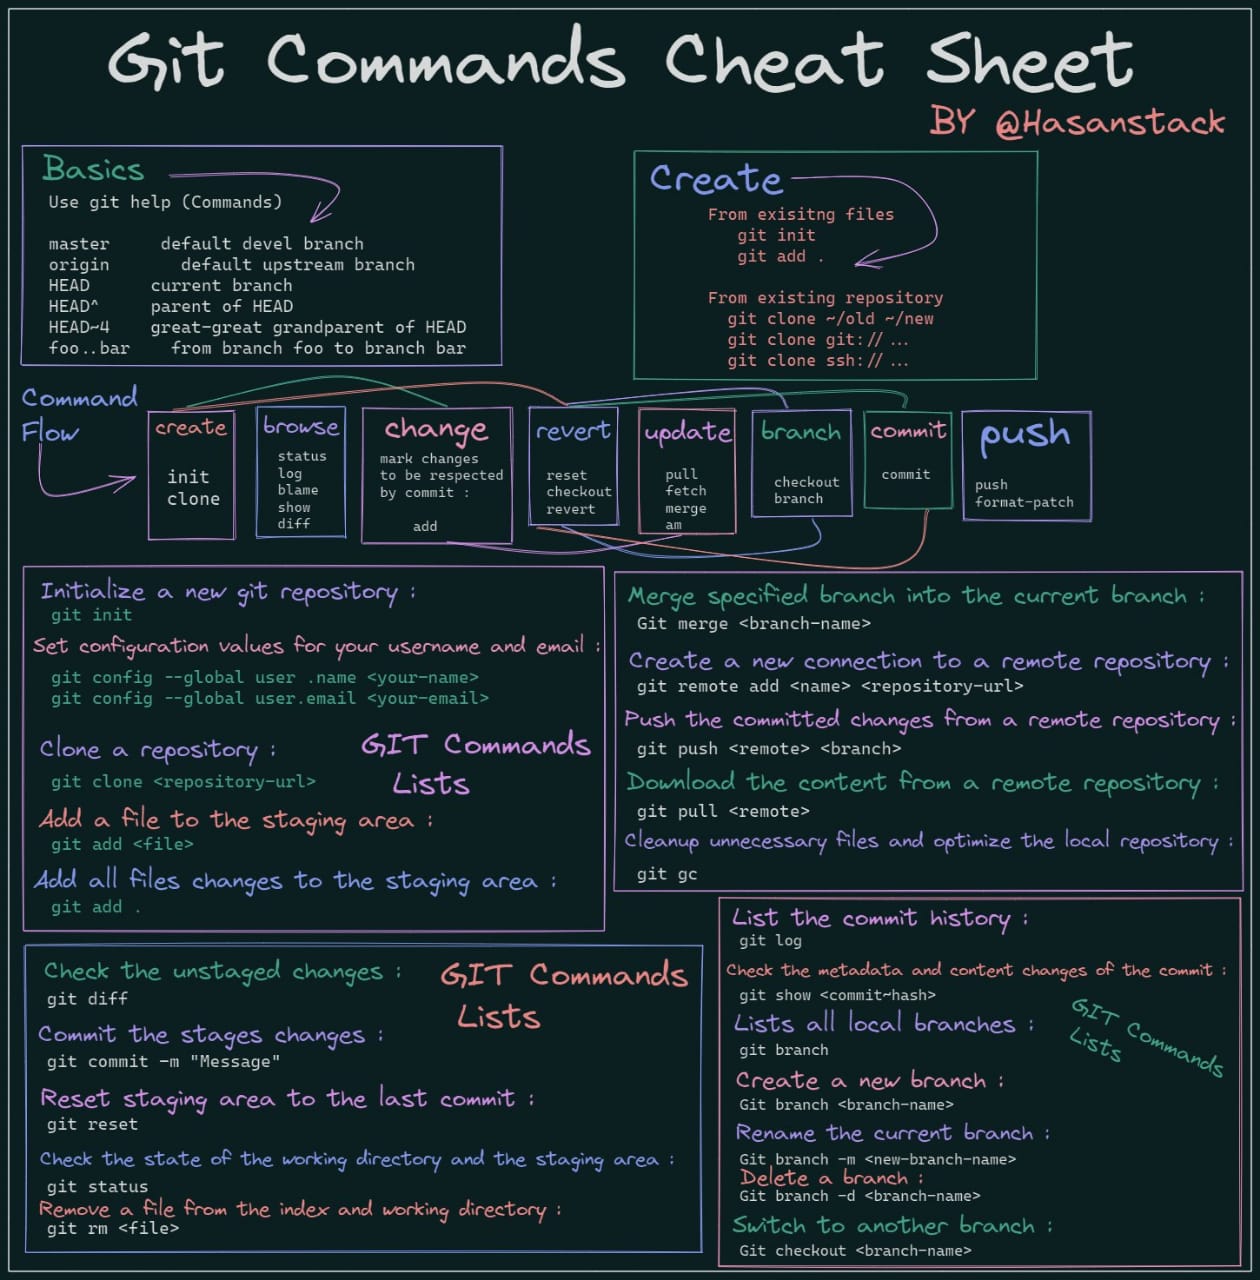 Git Commands Cheat Sheet
BY @Hasanstack
Basics
Use git help (Commands)
master default devel branch
origin default upstream branch
HEAD current branch
HEAD^ parent of HEAD
HEAD~4 great-great grandparent of HEAD
foo..bar from branch foo to branch bar
Create
From exisitng files
git init
git add .
From existing repository
git clone ~/old ~/new
git clone git://...
git clone ssh://...
Command
Flow
create
init
clone
browse
status
log
blame
show
diff
change
mark changes
to be respected
by commit :
add
revert
reset
checkout
revert
update
pull
fetch
merge
am
branch
checkout
branch
commit
commit
push
push
format-patch
Initialize a new git repository :
git init
Set configuration values for your username and email :
git config --global user .name <your-name>
git config --global user.email <your-email>
Clone a repository :
git clone <repository-url>
GIT Commands
Lists
Add a file to the staging area :
git add <file>
Add all files changes to the staging area :
git add .
Merge specified branch into the current branch :
Git merge <branch-name>
Create a new connection to a remote repository :
git remote add <name> <repository-url>
Push the committed changes from a remote repository :
git push <remote> <branch>
Download the content from a remote repository :
git pull <remote>
Cleanup unnecessary files and optimize the local repository :
git gc
Check the unstaged changes :
git diff
GIT Commands
Lists
Commit the stages changes :
git commit -m "Message"
Reset staging area to the last commit :
git reset
Check the state of the working directory and the staging area :
git status
Remove a file from the index and working directory :
git rm <file>
List the commit history :
git log
Check the metadata and content changes of the commit :
git show <commit~hash>
GIT Commands
Lists
Lists all local branches :
git branch
Create a new branch :
Git branch <branch-name>
Rename the current branch :
Git branch -m <new-branch-name>
Delete a branch :
Git branch -d <branch-name>
Switch to another branch :
Git checkout <branch-name>